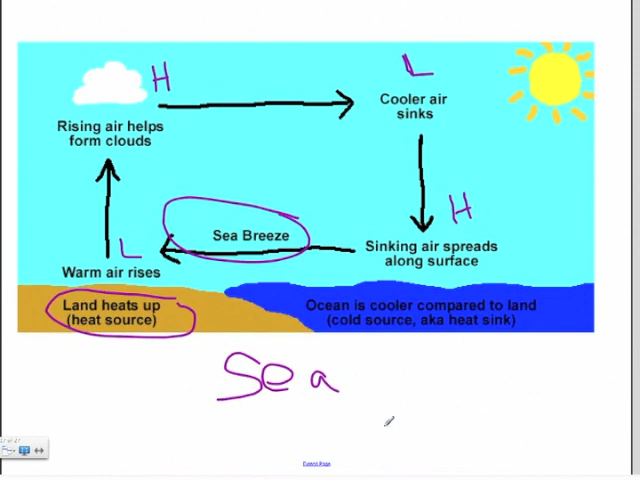 H
L
Cooler air
sinks
Rising air helps
form clouds
H
Sea Breeze
L
Sinking air spreads
along surface
Warm air rises
Land heats up
(heat source)
Ocean is cooler compared to land
(cold source, aka heat sink)
Sea